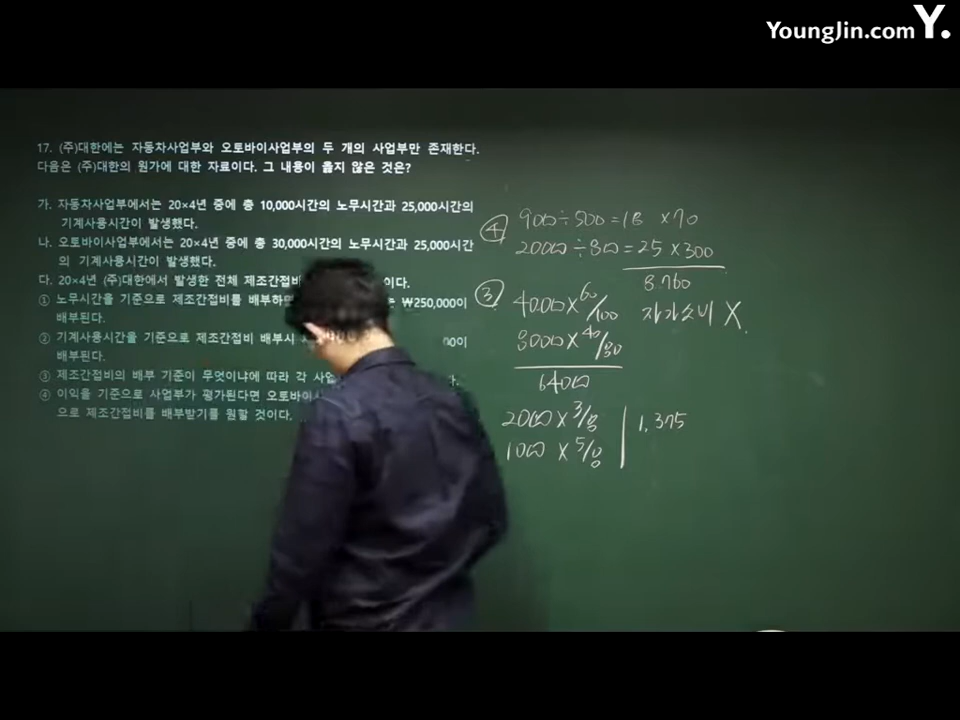 YoungJin.com Y.
17. (주)대한에는 자동차사업부와 오토바이사업부의 두 개의 사업부만 존재한다.
다음은 (주)대한의 원가에 대한 자료이다. 그 내용이 옳지 않은 것은?
가. 자동차사업부에서는 20×4년 중에 총 10,000시간의 노무시간과 25,000시간의
기계사용시간이 발생했다.
나. 오토바이사업부에서는 20×4년 중에 총 30,000시간의 노무시간과 25,000시간
의 기계사용시간이 발생했다.
다. 20×4년 (주)대한에서 발생한 전체 제조간접비 이다.
① 노무시간을 기준으로 제조간접비를 배부하면 ₩250,000이
배부된다.
② 기계사용시간을 기준으로 제조간접비 배부시
배부된다.
③ 제조간접비의 배부 기준이 무엇이냐에 따라 각
④ 이익을 기준으로 사업부가 평가된다면
으로 제조간접비를 배부받기를 원할 것이다.
④ 900÷500=18 ×70
2000÷80=25×300
8.760
③ 4000×60/100 자가소비 X
8000×40/80
6400
2000×3/8 1,375
1000×5/8